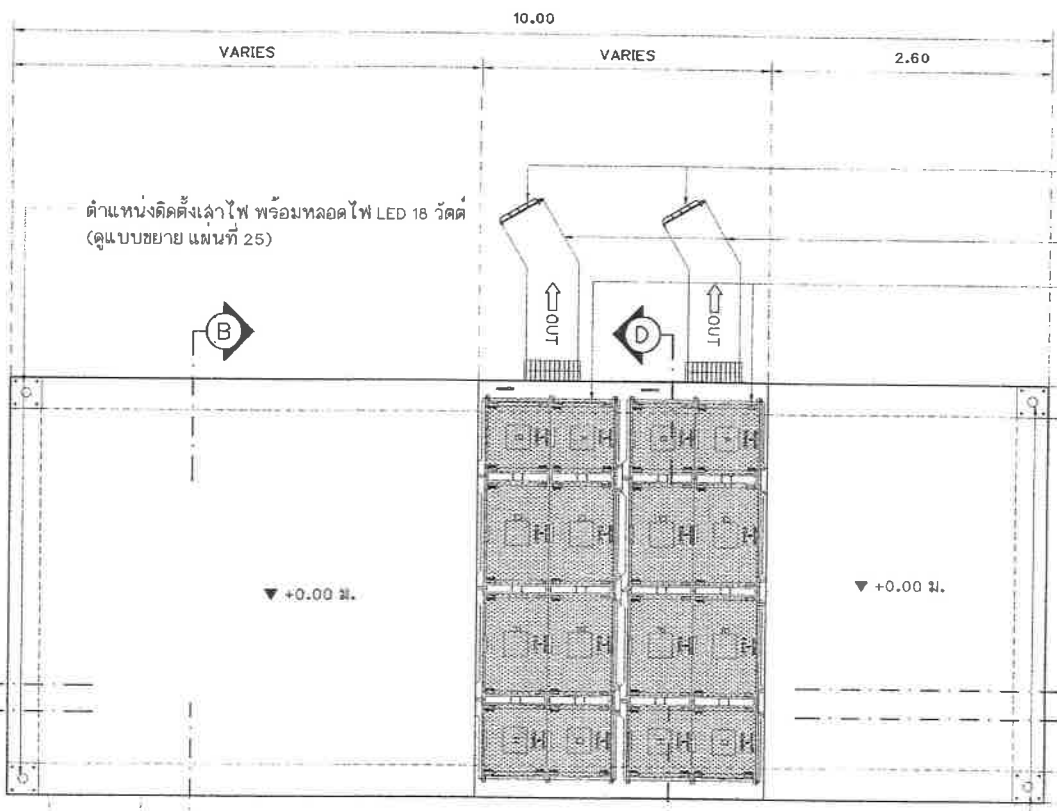 10.00
VARIES
VARIES
2.60
ตำแหน่งติดตั้งเสาไฟ พร้อมหลอดไฟ LED 18 วัตต์
(ดูแบบขยาย แผ่นที่ 25)
B
OUT
D
OUT
▼ +0.00 ม.
▼ +0.00 ม.